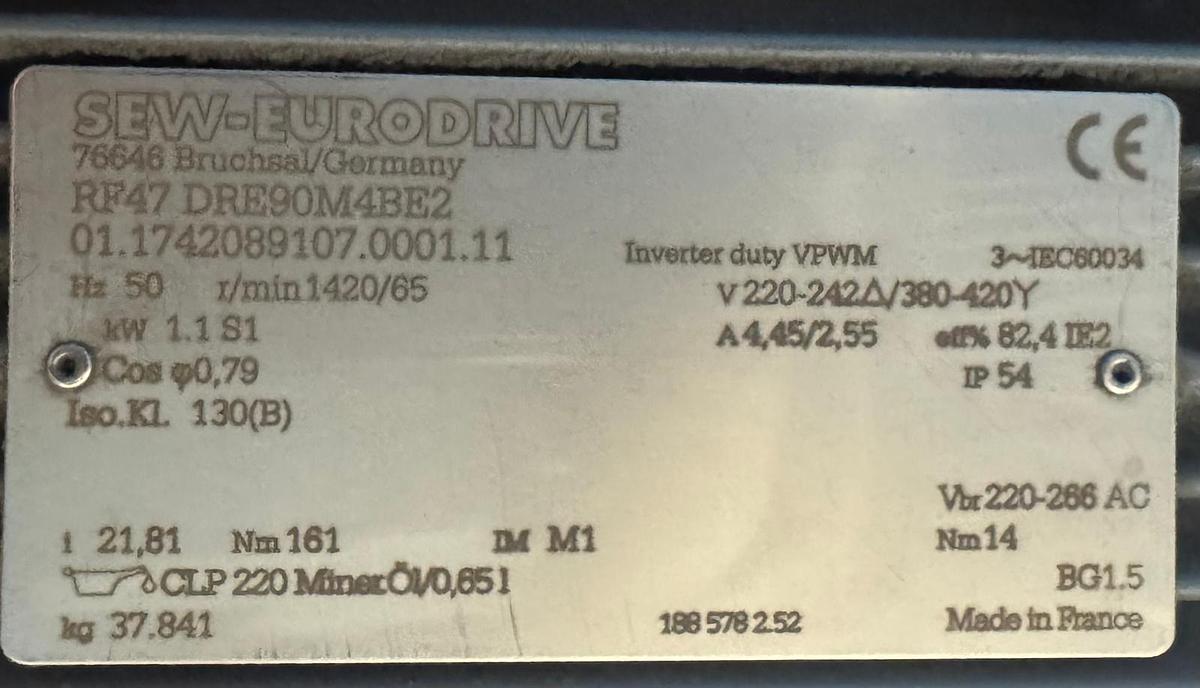 SEW-EURODRIVE
CE
76646 Bruchsal/Germany
RF47 DRE90M4BE2
01.1742089107.0001.11
Inverter duty VPWM 3~IEC60034
Hz 50 r/min 1420/65 V 220-242Δ/380-420Y
kW 1.1 S1 A 4,45/2,55 eff% 82,4 IE2
Cos φ 0,79 IP 54
Iso.Kl. 130(B)
Vbr 220-266 AC
i 21,81 Nm 161 IM M1 Nm 14
CLP 220 Miner.Öl/0,65 l BG1.5
kg 37.841 188 578 2.52 Made in France